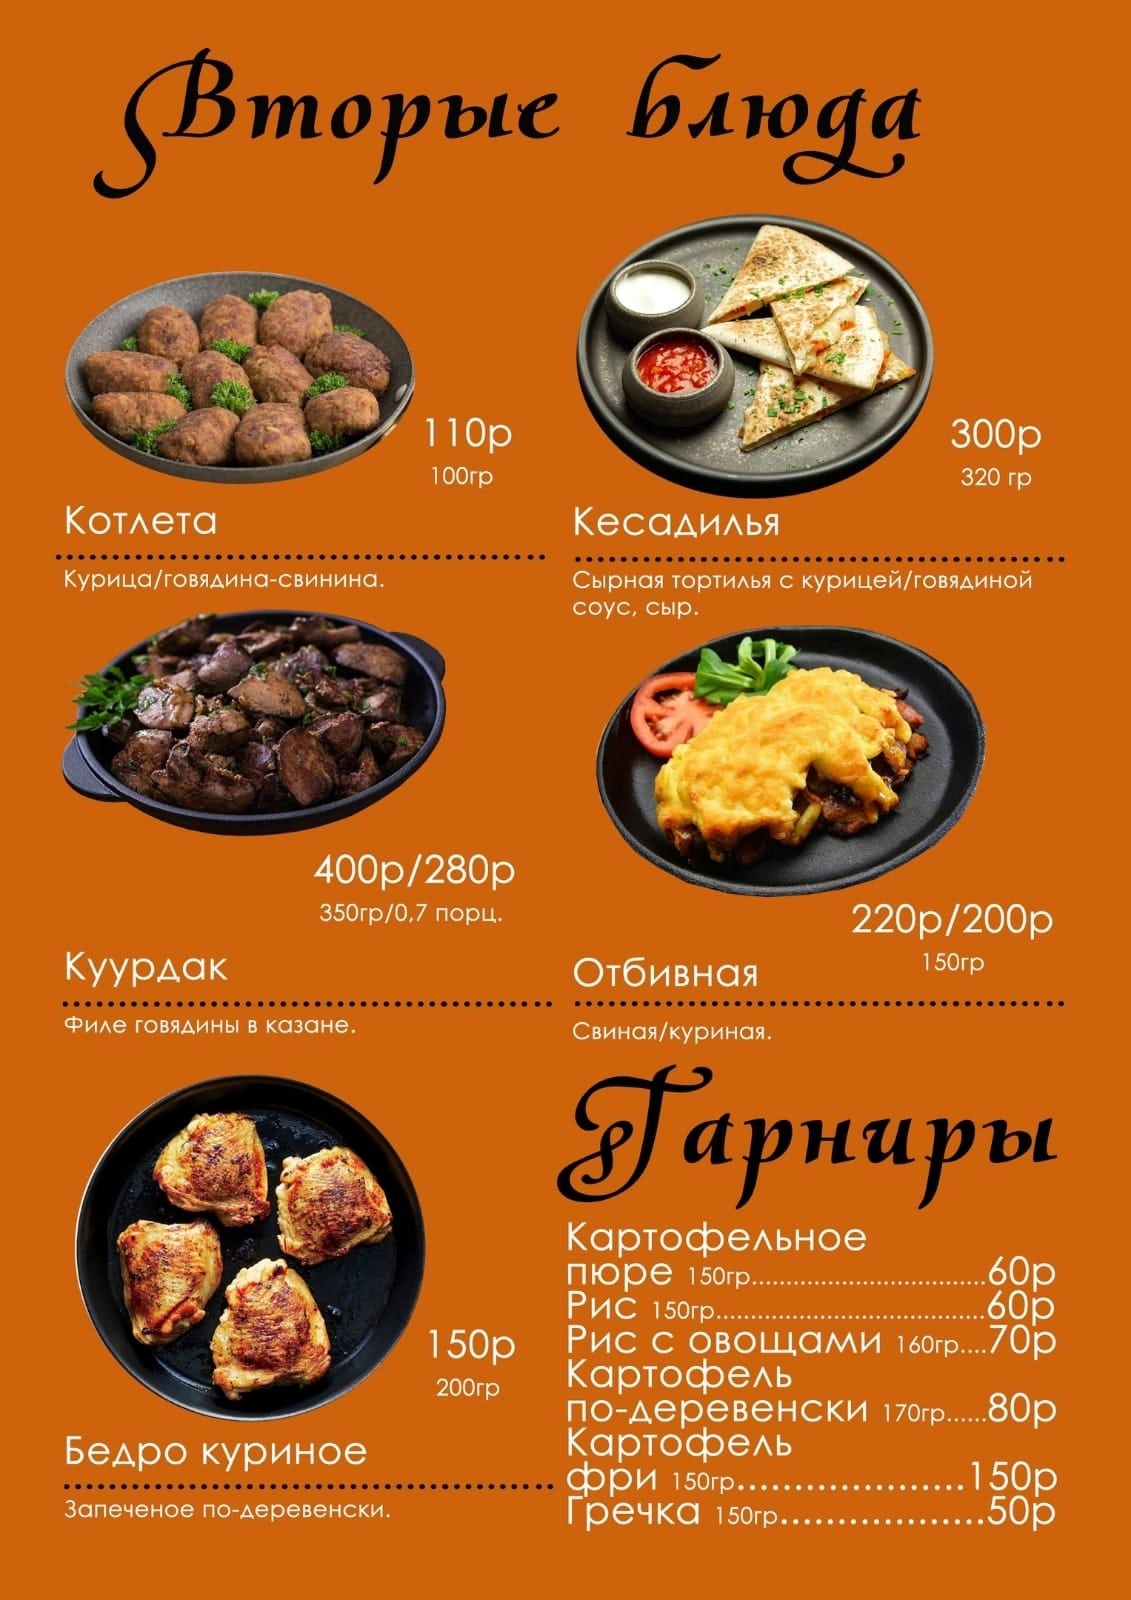 Вторые блюда
110р
100гр
Котлета
Курица/говядина-свинина.
300р
320 гр
Кесадилья
Сырная тортилья с курицей/говядиной
соус, сыр.
400р/280р
350гр/0,7 порц.
Куурдак
Филе говядины в казане.
220р/200р
150гр
Отбивная
Свиная/куриная.
150р
200гр
Бедро куриное
Запеченое по-деревенски.
Гарниры
Картофельное
пюре 150гр..................................60р
Рис 150гр.......................................60р
Рис с овощами 160гр....70р
Картофель
по-деревенски 170гр......80р
Картофель
фри 150гр.....................150р
Гречка 150гр..................50р